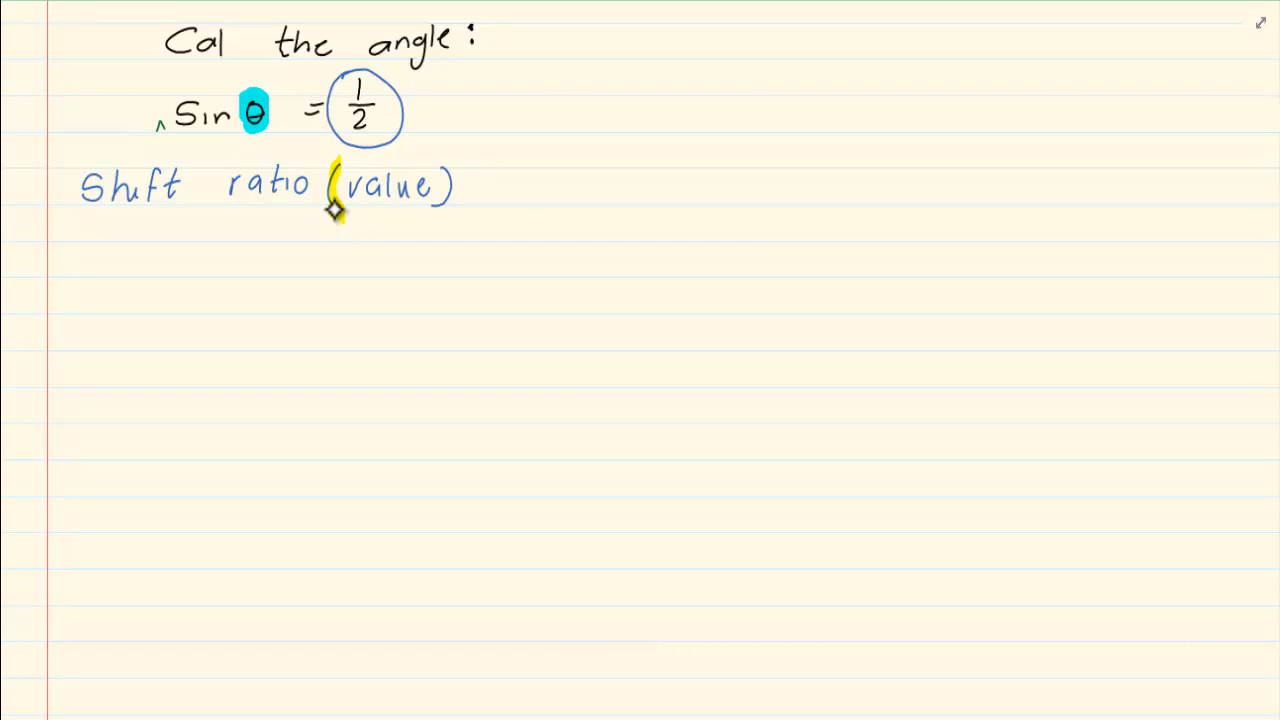 Cal the angle:
Sin θ = 1/2
Shift ratio (value)